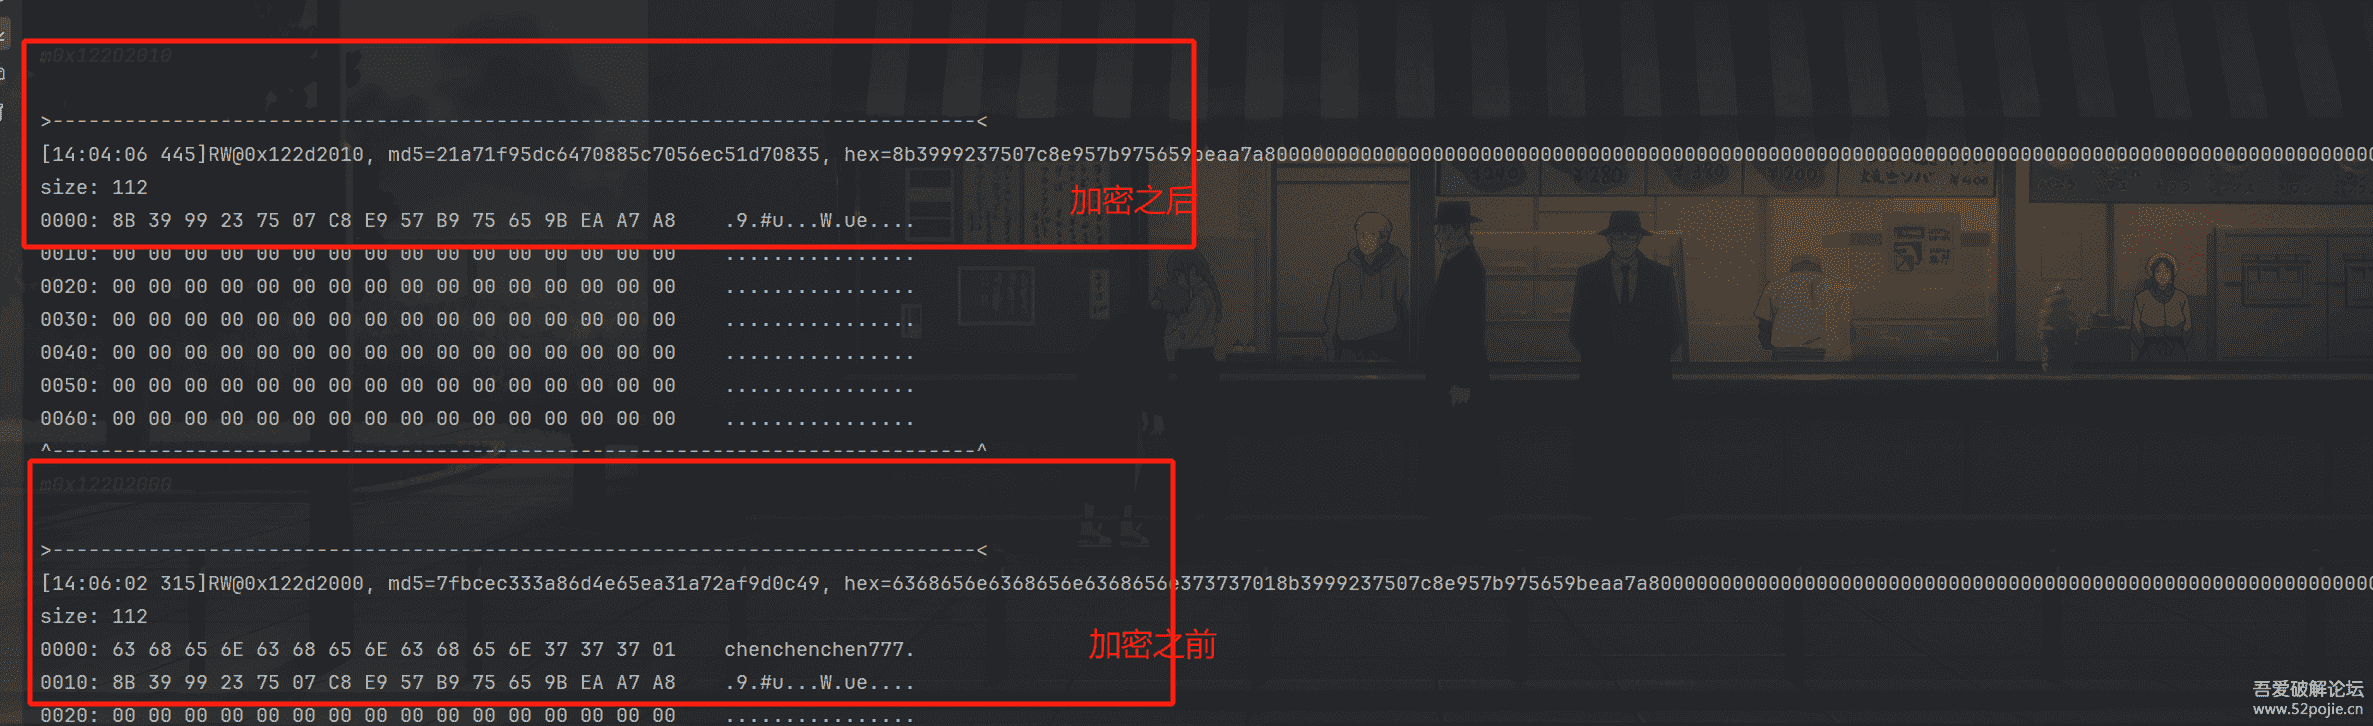 m0x122D2010
>-----------------------------------------------------------------------------<
[14:04:06 445]RW@0x122d2010, md5=21a71f95dc6470885c7056ec51d70835, hex=8b3999237507c8e957b975659beaa7a80000000000000000000000000000000000000000000000000000000000000000000000000000000000000000000
size: 112
加密之后
0000: 8B 39 99 23 75 07 C8 E9 57 B9 75 65 9B EA A7 A8    .9.#u...W.ue....
0010: 00 00 00 00 00 00 00 00 00 00 00 00 00 00 00 00    ................
0020: 00 00 00 00 00 00 00 00 00 00 00 00 00 00 00 00    ................
0030: 00 00 00 00 00 00 00 00 00 00 00 00 00 00 00 00    ................
0040: 00 00 00 00 00 00 00 00 00 00 00 00 00 00 00 00    ................
0050: 00 00 00 00 00 00 00 00 00 00 00 00 00 00 00 00    ................
0060: 00 00 00 00 00 00 00 00 00 00 00 00 00 00 00 00    ................
^-----------------------------------------------------------------------------^
m0x122D2000
>-----------------------------------------------------------------------------<
[14:06:02 315]RW@0x122d2000, md5=7fbcec333a86d4e65ea31a72af9d0c49, hex=6368656e6368656e6368656e373737018b3999237507c8e957b975659beaa7a800000000000000000000000000000000000000000000000000000000000
size: 112
加密之前
0000: 63 68 65 6E 63 68 65 6E 63 68 65 6E 37 37 37 01    chenchenchen777.
0010: 8B 39 99 23 75 07 C8 E9 57 B9 75 65 9B EA A7 A8    .9.#u...W.ue....
0020: 00 00 00 00 00 00 00 00 00 00 00 00 00 00 00 00    ................
吾爱破解论坛
www.52pojie.cn